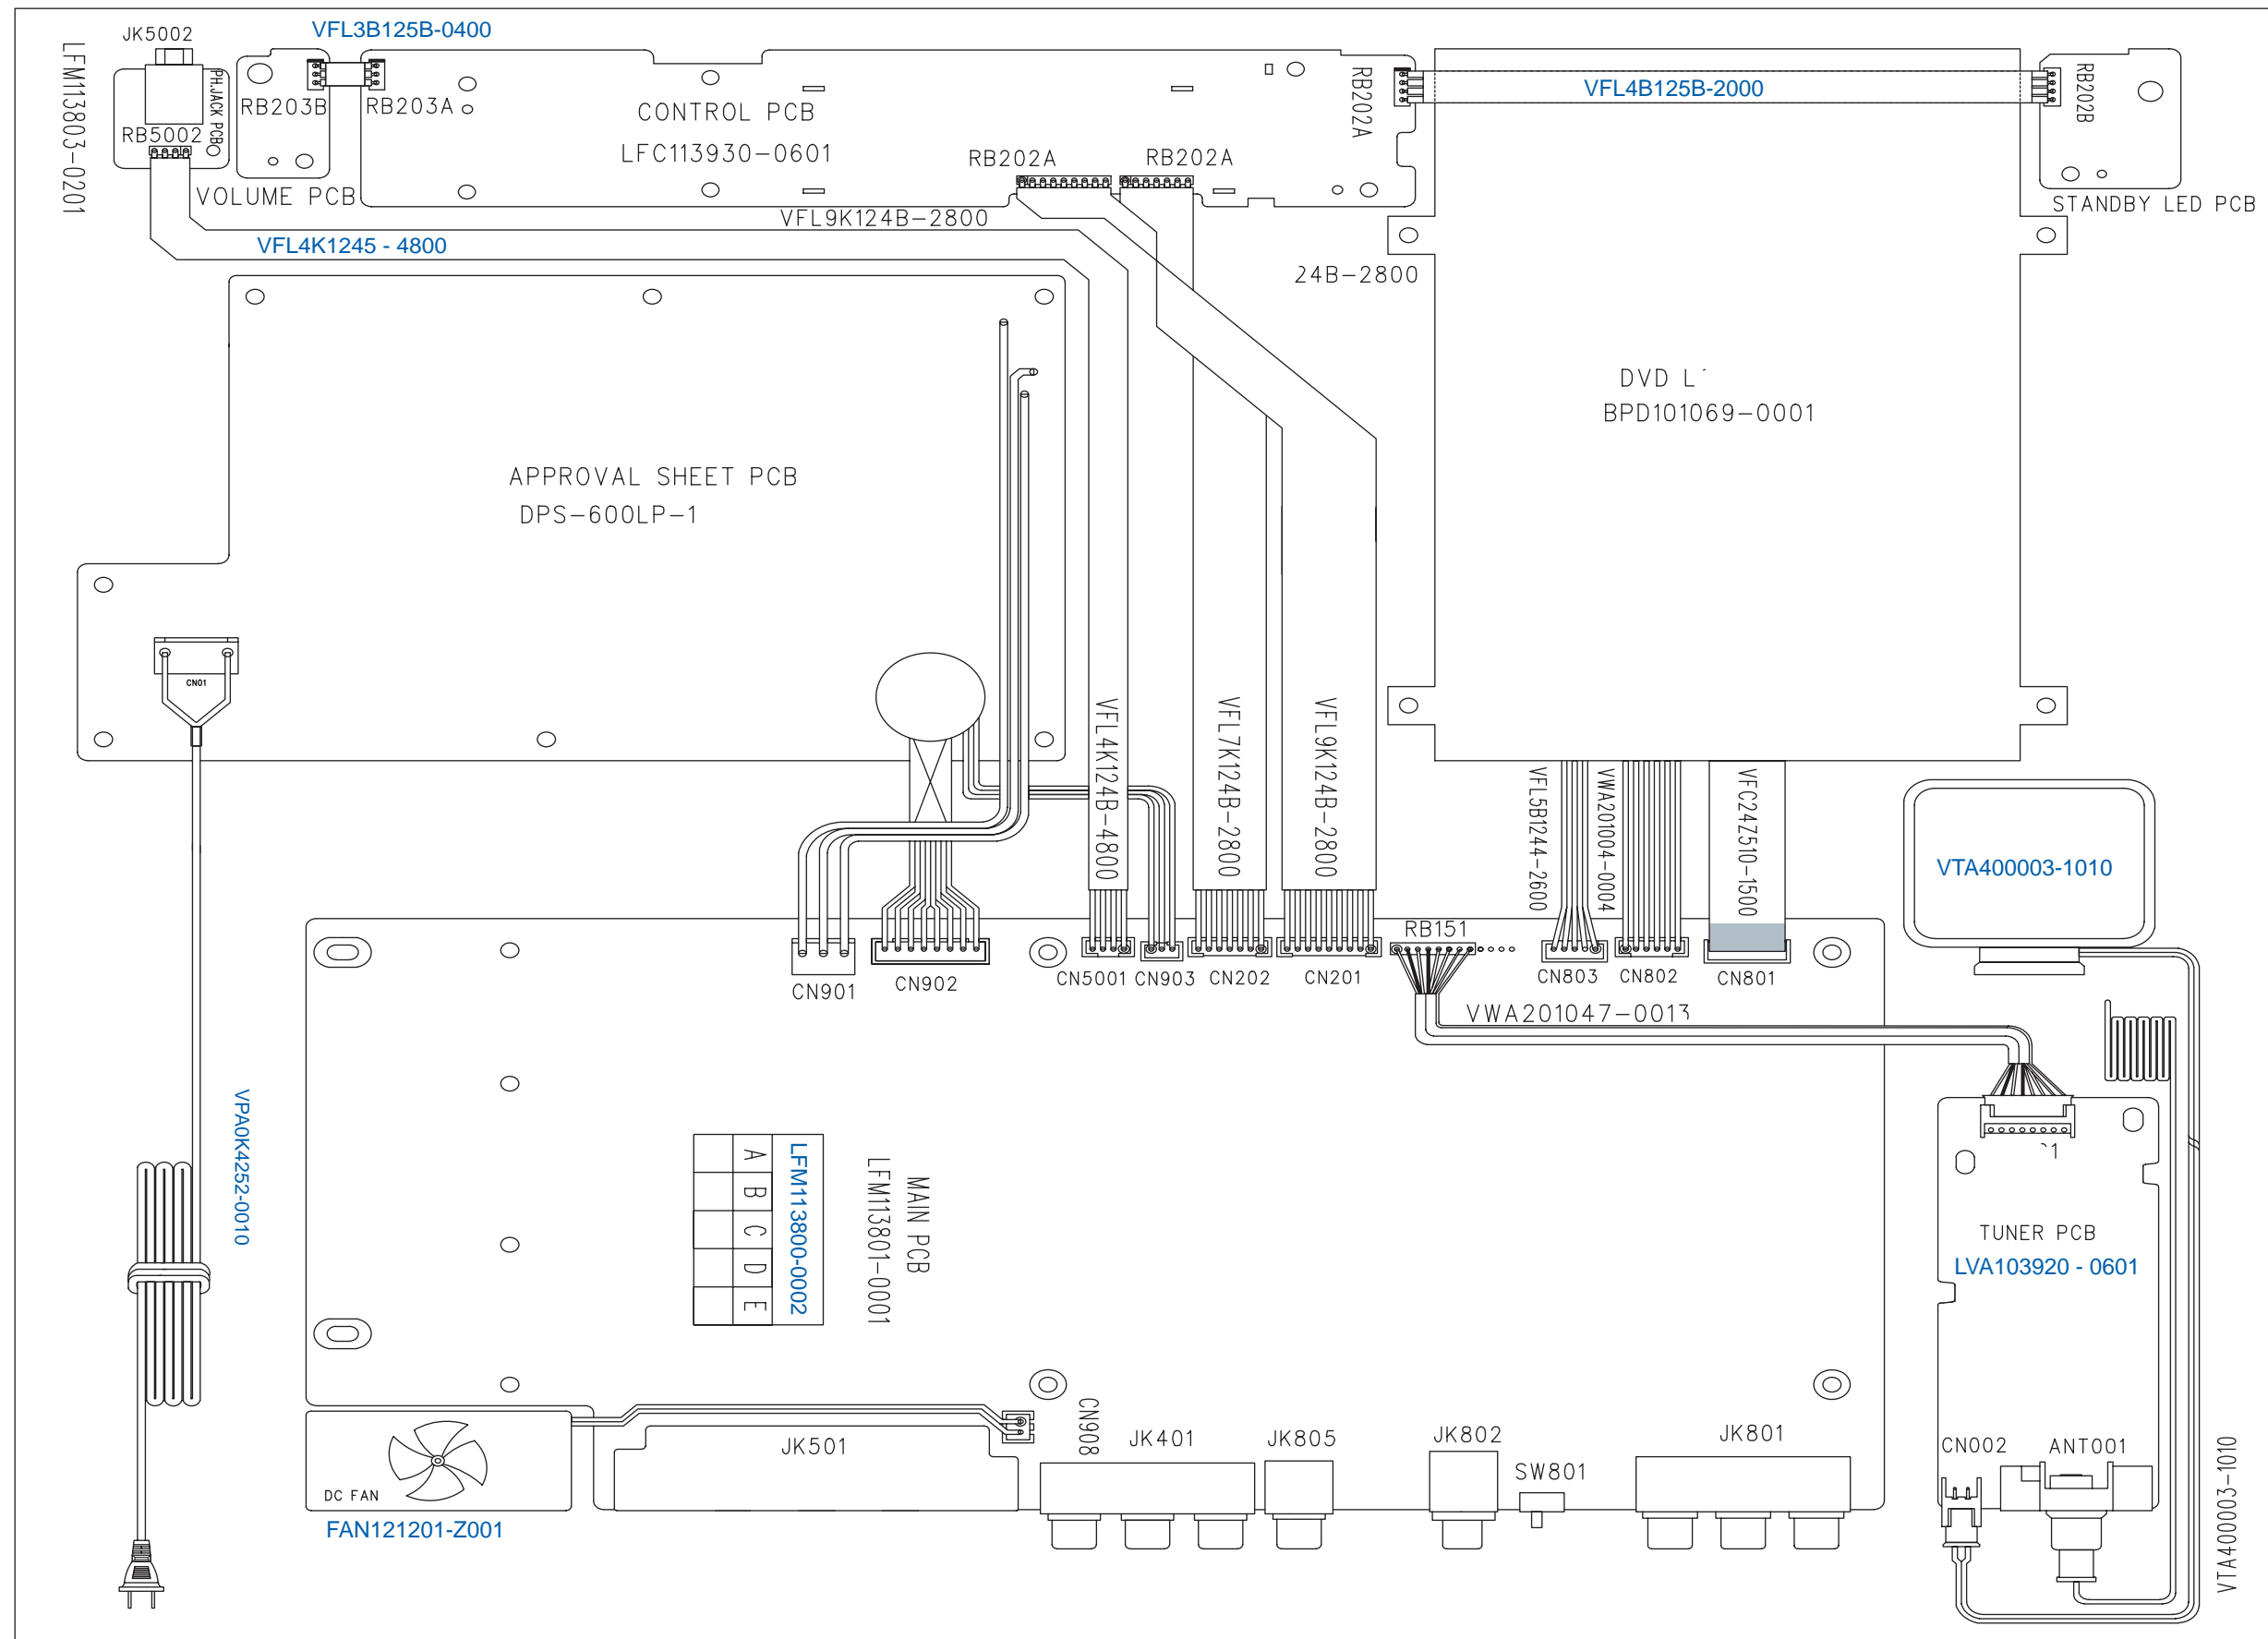 JK5002
VFL3B125B-0400
LFM113803-0201
PH.JACK PCB
RB5002
RB203B
RB203A
VOLUME PCB
CONTROL PCB
LFC113930-0601
RB202A
RB202A
RB202A
VFL4B125B-2000
RB202B
STANDBY LED PCB
VFL9K124B-2800
VFL4K1245 - 4800
24B-2800
DVD L
BPD101069-0001
APPROVAL SHEET PCB
DPS-600LP-1
CN01
VFL4K124B-4800
VFL7K124B-2800
VFL9K124B-2800
VFL5B1244-2600
VWA201004-0004
VFC24Z510-1500
VTA400003-1010
CN901
CN902
CN5001
CN903
CN202
CN201
RB151
CN803
CN802
CN801
VWA201047-0013
VPA0K4252-0010
A
B
C
D
E
LFM113800-0002
MAIN PCB
LFM113801-0001
1
TUNER PCB
LVA103920 - 0601
DC FAN
FAN121201-Z001
JK501
CN908
JK401
JK805
JK802
SW801
JK801
CN002
ANT001
VTA400003-1010